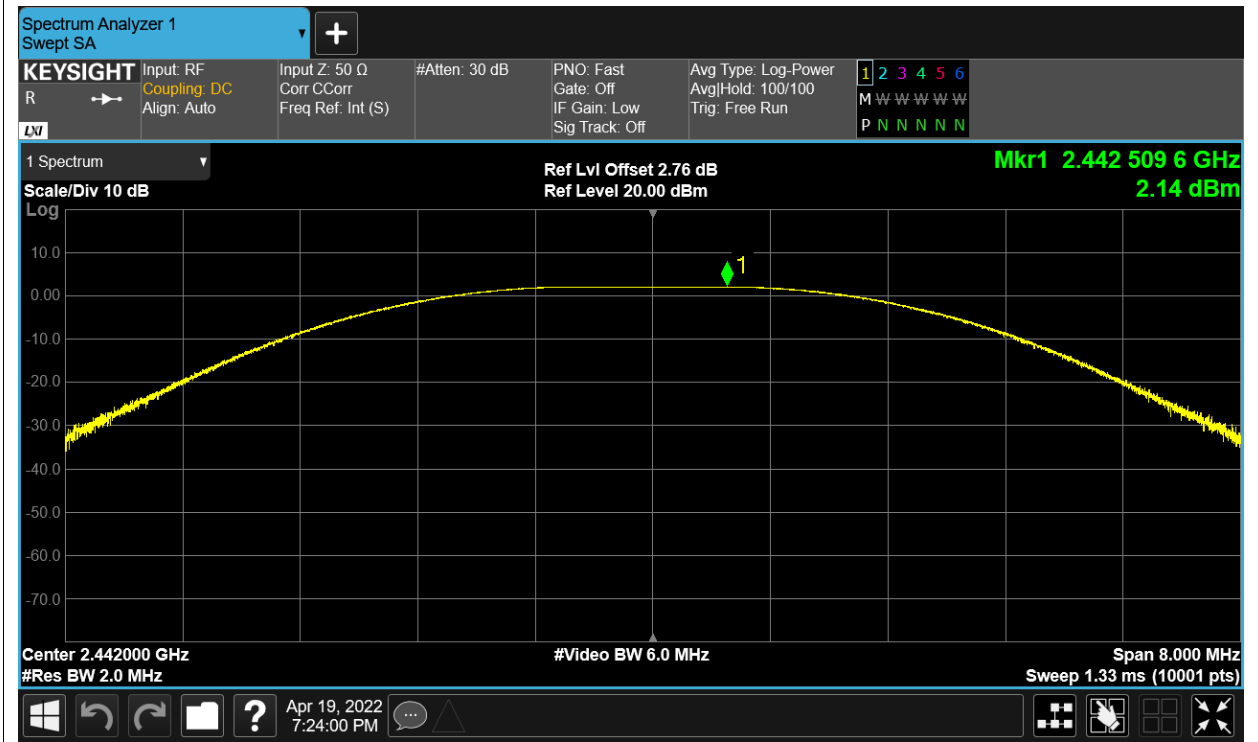 Spectrum Analyzer 1
Swept SA
KEYSIGHT
R
LXI
Input: RF
Coupling: DC
Align: Auto
Input Z: 50 Ω
Corr CCorr
Freq Ref: Int (S)
#Atten: 30 dB
PNO: Fast
Gate: Off
IF Gain: Low
Sig Track: Off
Avg Type: Log-Power
Avg|Hold: 100/100
Trig: Free Run
1 2 3 4 5 6
M W W W W W
P N N N N N
1 Spectrum
Scale/Div 10 dB
Ref Lvl Offset 2.76 dB
Ref Level 20.00 dBm
Mkr1 2.442 509 6 GHz
2.14 dBm
Log
10.0
0.00
-10.0
-20.0
-30.0
-40.0
-50.0
-60.0
-70.0
1
Center 2.442000 GHz
#Res BW 2.0 MHz
#Video BW 6.0 MHz
Span 8.000 MHz
Sweep 1.33 ms (10001 pts)
?
Apr 19, 2022
7:24:00 PM